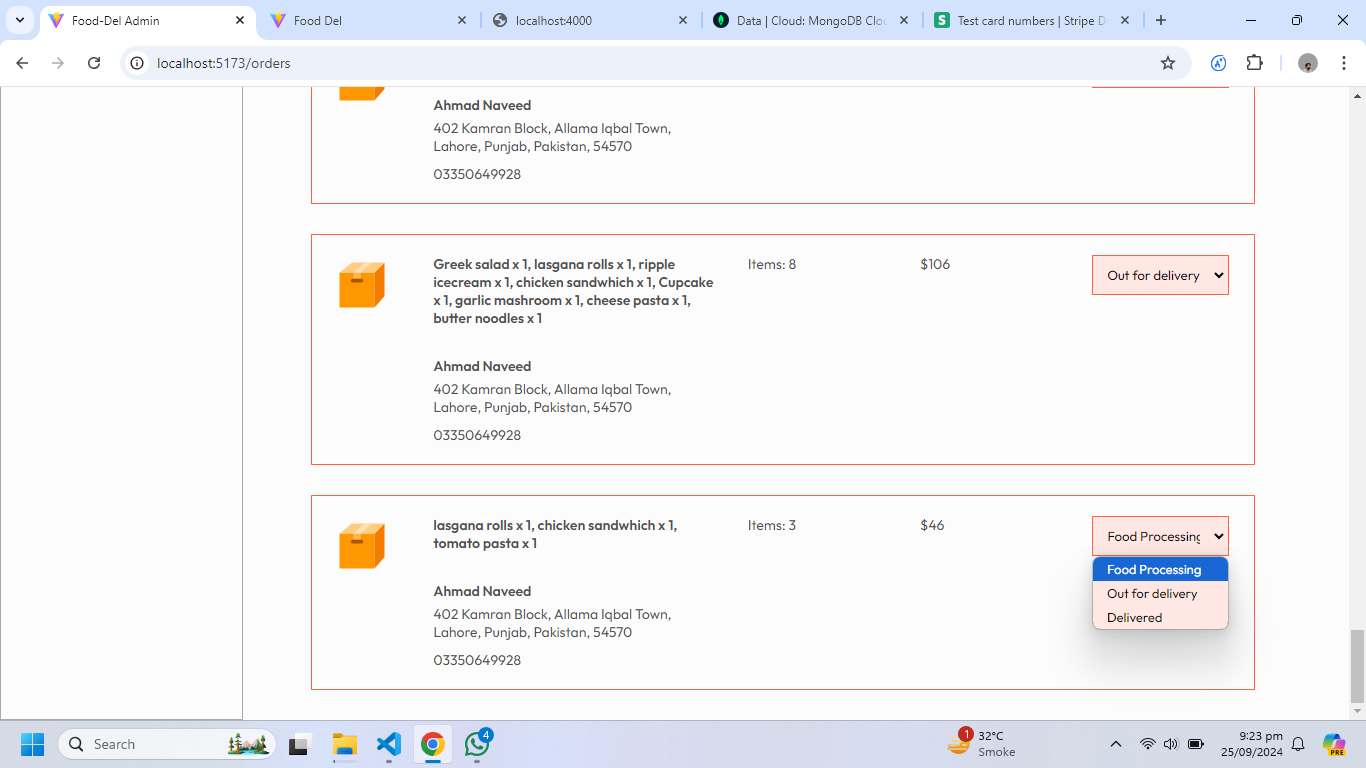 Food-Del Admin
Food Del
localhost:4000
Data | Cloud: MongoDB Clou
Test card numbers | Stripe D
localhost:5173/orders
Ahmad Naveed
402 Kamran Block, Allama Iqbal Town,
Lahore, Punjab, Pakistan, 54570
03350649928
Greek salad x 1, lasgana rolls x 1, ripple
icecream x 1, chicken sandwhich x 1, Cupcake
x 1, garlic mashroom x 1, cheese pasta x 1,
butter noodles x 1
Items: 8
$106
Out for delivery
Ahmad Naveed
402 Kamran Block, Allama Iqbal Town,
Lahore, Punjab, Pakistan, 54570
03350649928
lasgana rolls x 1, chicken sandwhich x 1,
tomato pasta x 1
Items: 3
$46
Food Processing
Food Processing
Out for delivery
Delivered
Ahmad Naveed
402 Kamran Block, Allama Iqbal Town,
Lahore, Punjab, Pakistan, 54570
03350649928
Search
4
1
32°C
Smoke
9:23 pm
25/09/2024
PRE